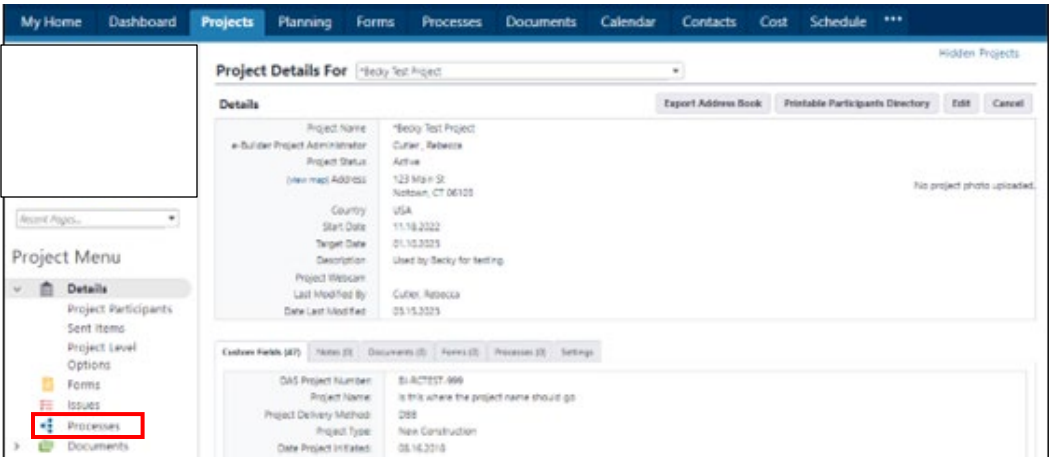 My Home Dashboard Projects Planning Forms Processes Documents Calendar Contacts Cost Schedule •••
Hidden Projects
Project Details For *Becky Test Project
Details Export Address Book Printable Participants Directory Edit Cancel
Project Name *Becky Test Project
e-Builder Project Administrator Cutler, Rebecca
Project Status Active
(view map) Address 123 Main St
Notown, CT 06105
No project photo uploaded.
Country USA
Start Date 11.18.2022
Target Date 01.10.2025
Description Used by Becky for testing.
Project Webcam
Last Modified By Cutler, Rebecca
Date Last Modified 05.15.2023
Recent Pages...
Project Menu
Details
Project Participants
Sent Items
Project Level
Options
Forms
Issues
Processes
Documents
Custom Fields (47) Notes (0) Documents (0) Forms (0) Processes (0) Settings
DAS Project Number: BI-RCTEST-999
Project Name: Is this where the project name should go
Project Delivery Method: DBB
Project Type: New Construction
Date Project Initiated: 08.16.2018